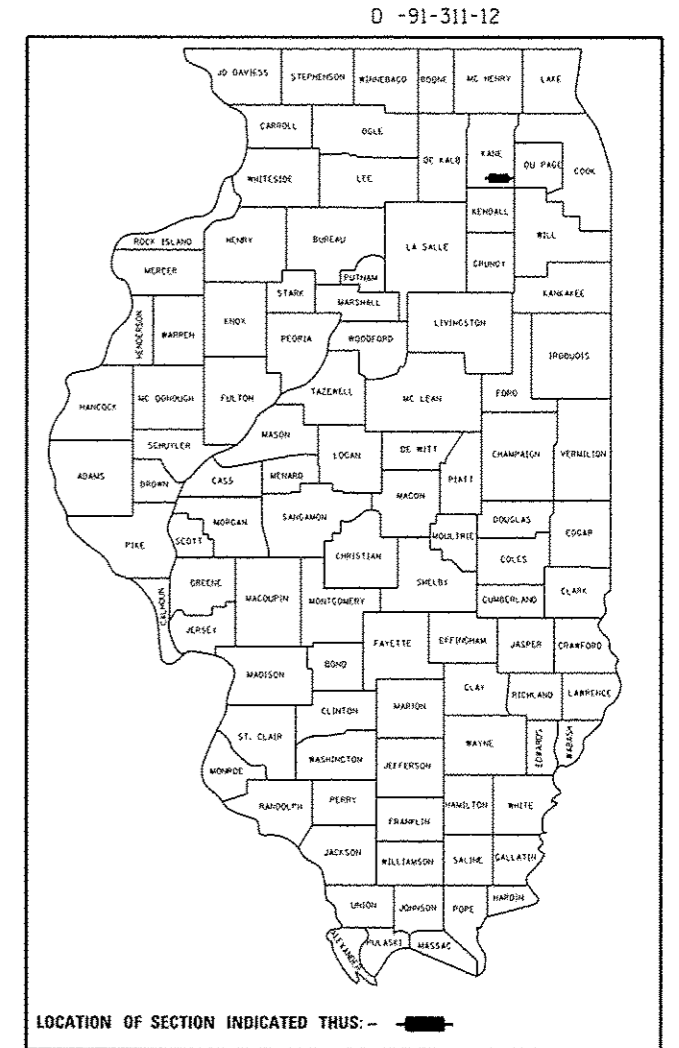 D -91-311-12
JO DAVIESS STEPHENSON WINNEBAGO BOONE MC HENRY LAKE
CARROLL OGLE DE KALB KANE DU PAGE COOK
WHITESIDE LEE
KENDALL WILL
ROCK ISLAND HENRY BUREAU LA SALLE GRUNDY
MERCER PUTNAM KANKAKEE
STARK MARSHALL
HENDERSON WARREN KNOX PEORIA WOODFORD LIVINGSTON IROQUOIS
HANCOCK MC DONOUGH FULTON TAZEWELL MC LEAN FORD
MASON
SCHUYLER LOGAN DE WITT CHAMPAIGN VERMILION
ADAMS BROWN CASS MENARD MACON PIATT
MORGAN SANGAMON DOUGLAS EDGAR
PIKE SCOTT CHRISTIAN MOULTRIE COLES
GREENE SHELBY CLARK
CALHOUN MACOUPIN MONTGOMERY CUMBERLAND
JERSEY FAYETTE EFFINGHAM JASPER CRAWFORD
MADISON BOND CLAY RICHLAND LAWRENCE
CLINTON MARION
ST. CLAIR WAYNE EDWARDS WABASH
MONROE WASHINGTON JEFFERSON
RANDOLPH PERRY HAMILTON WHITE
FRANKLIN
JACKSON WILLIAMSON SALINE GALLATIN
UNION JOHNSON POPE HARDIN
ALEXANDER PULASKI MASSAC
LOCATION OF SECTION INDICATED THUS: -